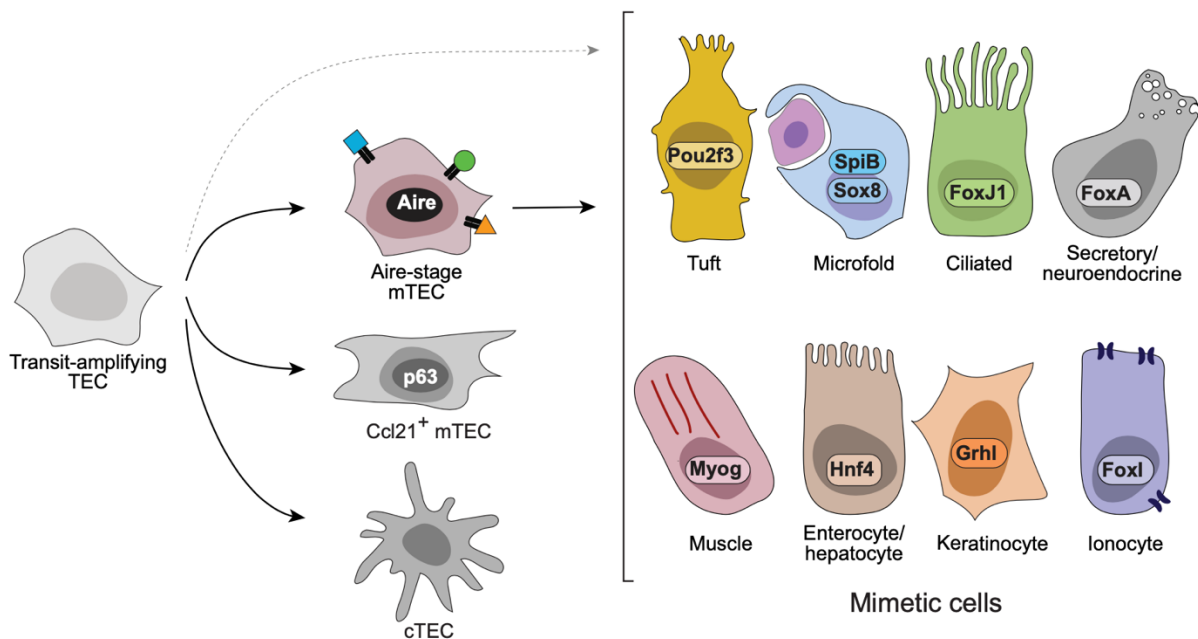 Transit-amplifying
TEC
Aire
Aire-stage
mTEC
p63
Ccl21+ mTEC
cTEC
Pou2f3
Tuft
SpiB
Sox8
Microfold
FoxJ1
Ciliated
FoxA
Secretory/
neuroendocrine
Myog
Muscle
Hnf4
Enterocyte/
hepatocyte
Grhl
Keratinocyte
FoxI
Ionocyte
Mimetic cells